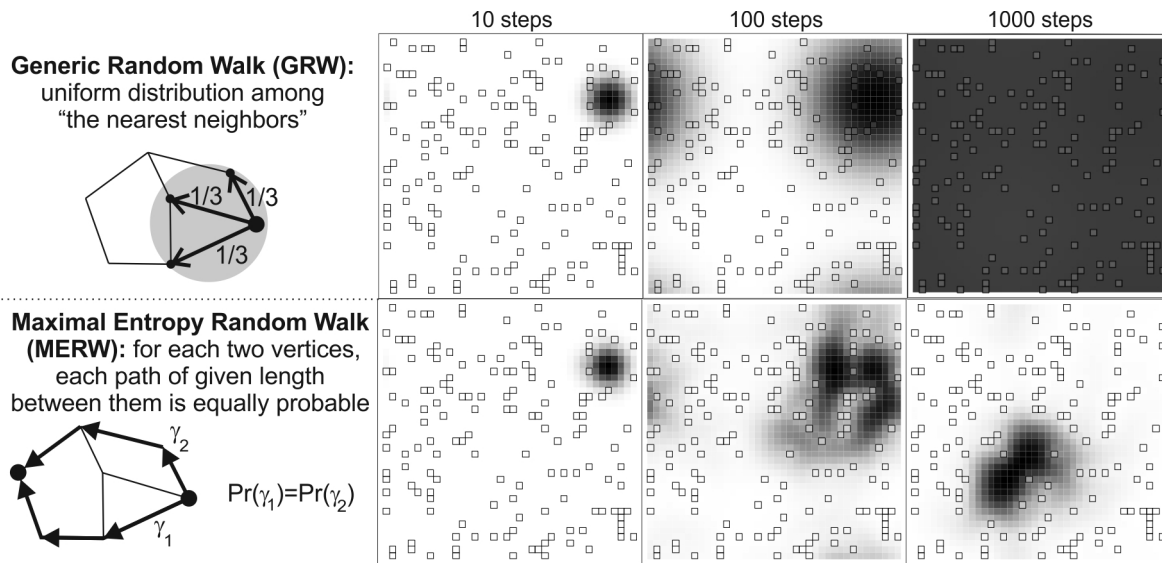 10 steps
100 steps
1000 steps
Generic Random Walk (GRW):
uniform distribution among
“the nearest neighbors”
1/3
1/3
1/3
Maximal Entropy Random Walk
(MERW): for each two vertices,
each path of given length
between them is equally probable
γ2
Pr(γ1)=Pr(γ2)
γ1